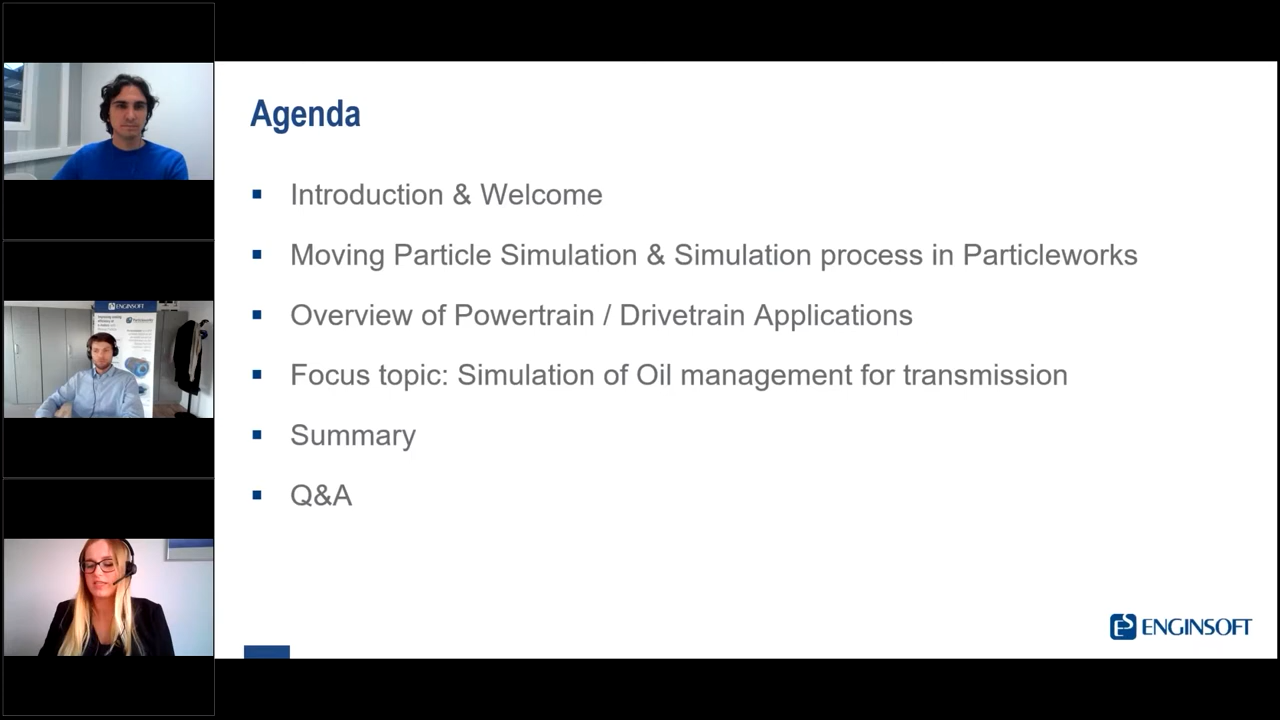 Agenda
Introduction & Welcome
Moving Particle Simulation & Simulation process in Particleworks
Overview of Powertrain / Drivetrain Applications
Focus topic: Simulation of Oil management for transmission
Summary
Q&A
ENGINSOFT
ENGINSOFT